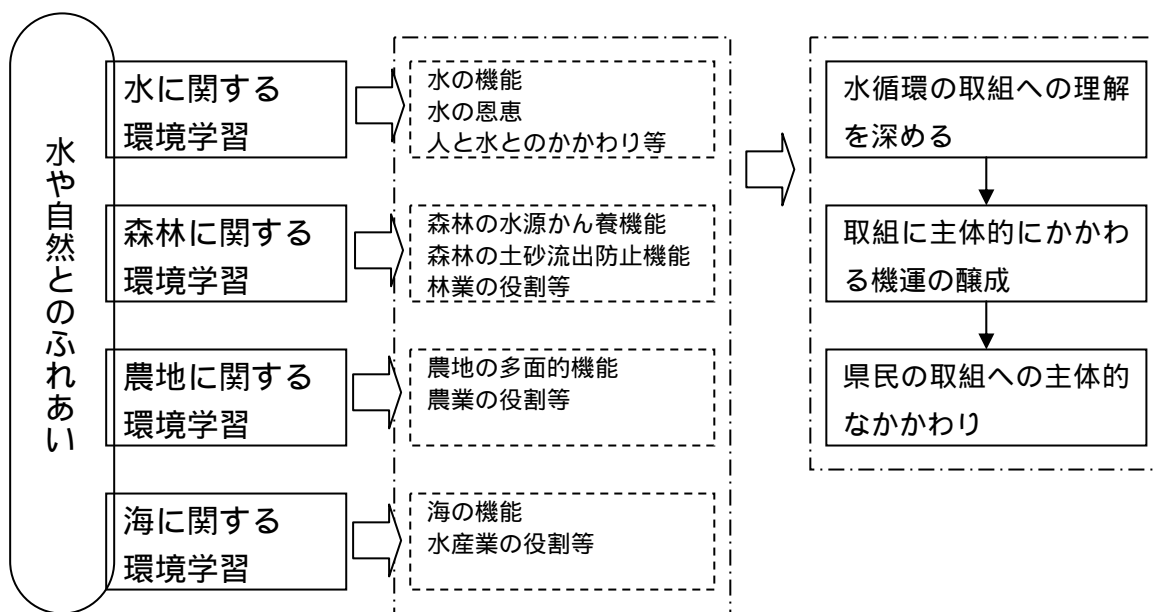 水や自然とのふれあい
水に関する
環境学習
水の機能
水の恩恵
人と水とのかかわり等
森林に関する
環境学習
森林の水源かん養機能
森林の土砂流出防止機能
林業の役割等
農地に関する
環境学習
農地の多面的機能
農業の役割等
海に関する
環境学習
海の機能
水産業の役割等
水循環の取組への理解
を深める
取組に主体的にかかわ
る機運の醸成
県民の取組への主体的
なかかわり